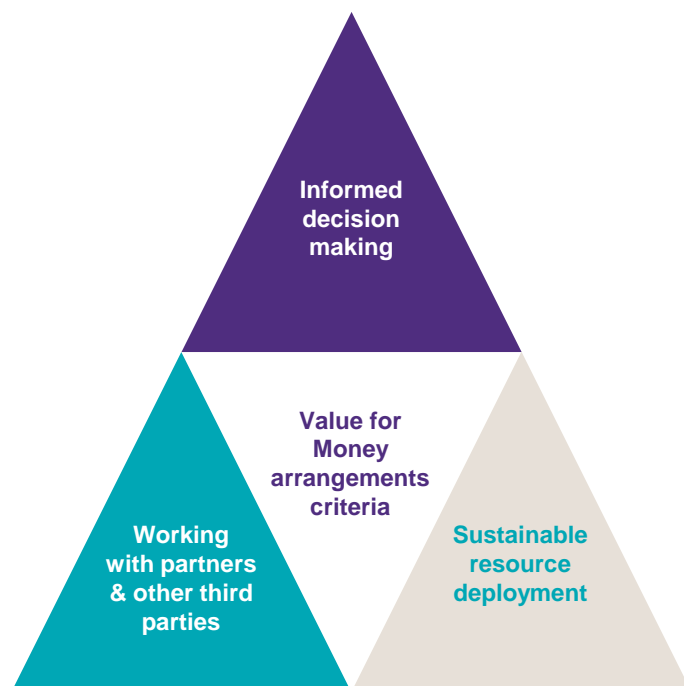 Informed
decision
making
Value for
Money
arrangements
criteria
Working
with partners
& other third
parties
Sustainable
resource
deployment